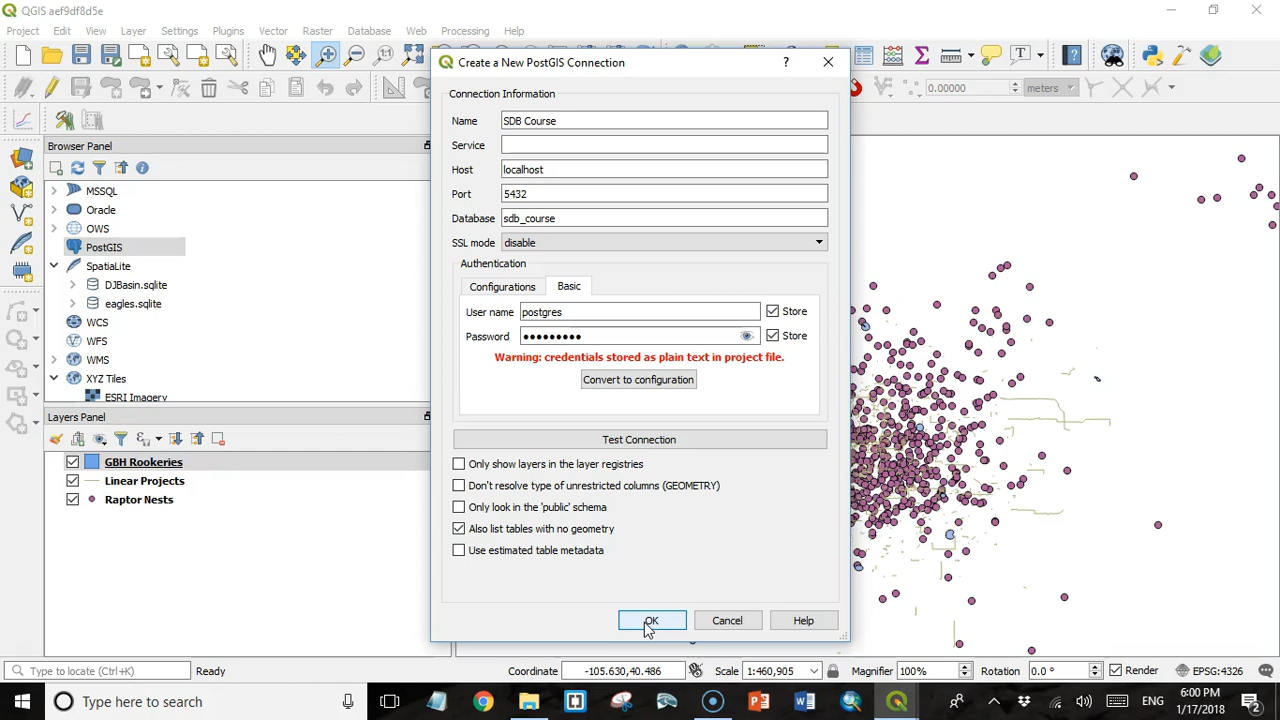 QGIS aef9df8d5e
Project Edit View Layer Settings Plugins Vector Raster Database Web Processing Help
0.00000 meters
Create a New PostGIS Connection
Connection Information
Name SDB Course
Service
Host localhost
Port 5432
Database sdb_course
SSL mode disable
Authentication
Configurations Basic
User name postgres Store
Password ●●●●●●●●● Store
Warning: credentials stored as plain text in project file.
Convert to configuration
Test Connection
Only show layers in the layer registries
Don't resolve type of unrestricted columns (GEOMETRY)
Only look in the 'public' schema
Also list tables with no geometry
Use estimated table metadata
OK Cancel Help
Browser Panel
MSSQL
Oracle
OWS
PostGIS
SpatiaLite
DJBasin.sqlite
eagles.sqlite
WCS
WFS
WMS
XYZ Tiles
ESRI Imagery
Layers Panel
GBH Rookeries
Linear Projects
Raptor Nests
Type to locate (Ctrl+K) Ready Coordinate -105.630,40.486 Scale 1:460,905 Magnifier 100% Rotation 0.0 ° Render EPSG:4326
Type here to search
ENG
6:00 PM
1/17/2018
2